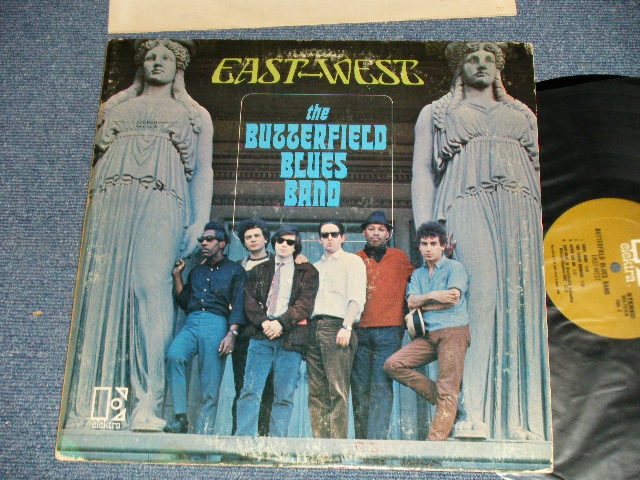 EAST-WEST
the
BUTTERFIELD
BLUES
BAND
elektra
BUTTERFIELD BLUES BAND
EAST-WEST
elektra
STEREO